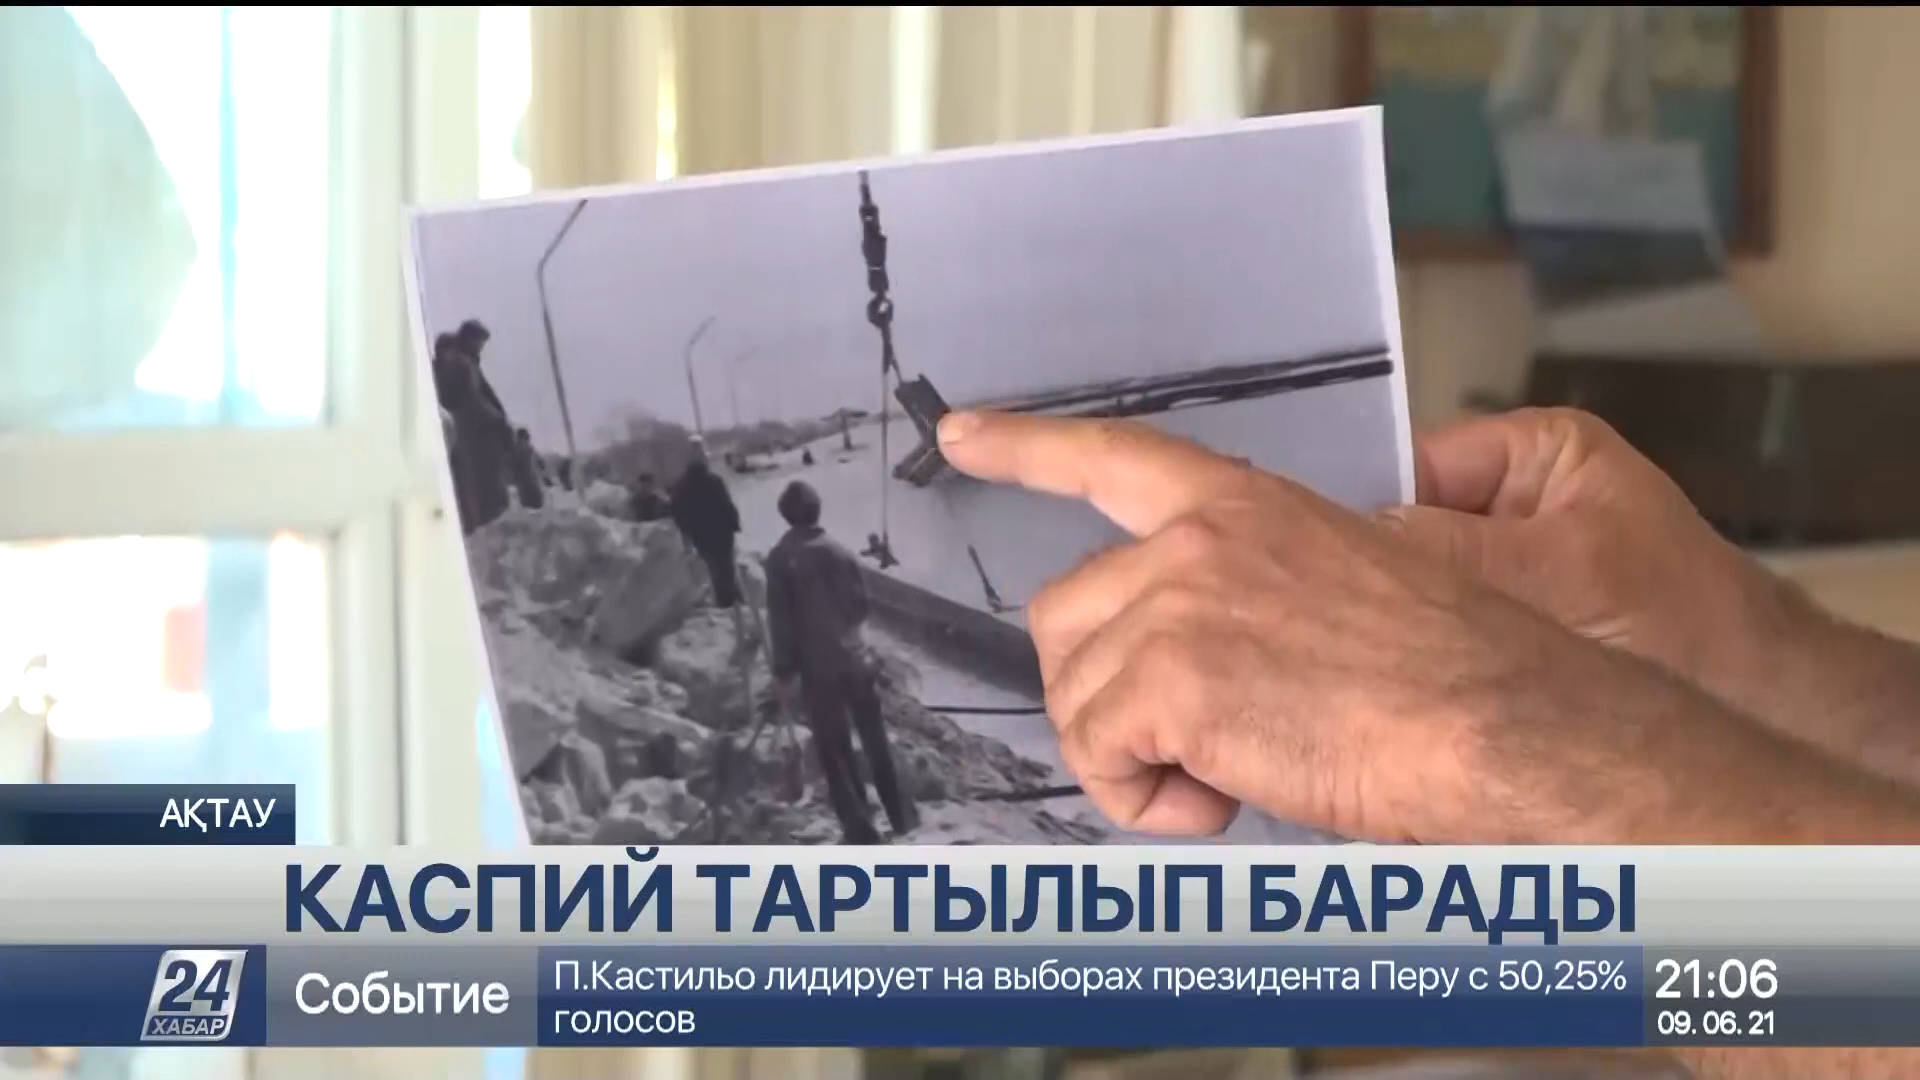 АҚТАУ
КАСПИЙ ТАРТЫЛЫП БАРАДЫ
24
ХАБАР
Событие
П.Кастильо лидирует на выборах президента Перу с 50,25%
голосов
21:06
09. 06. 21